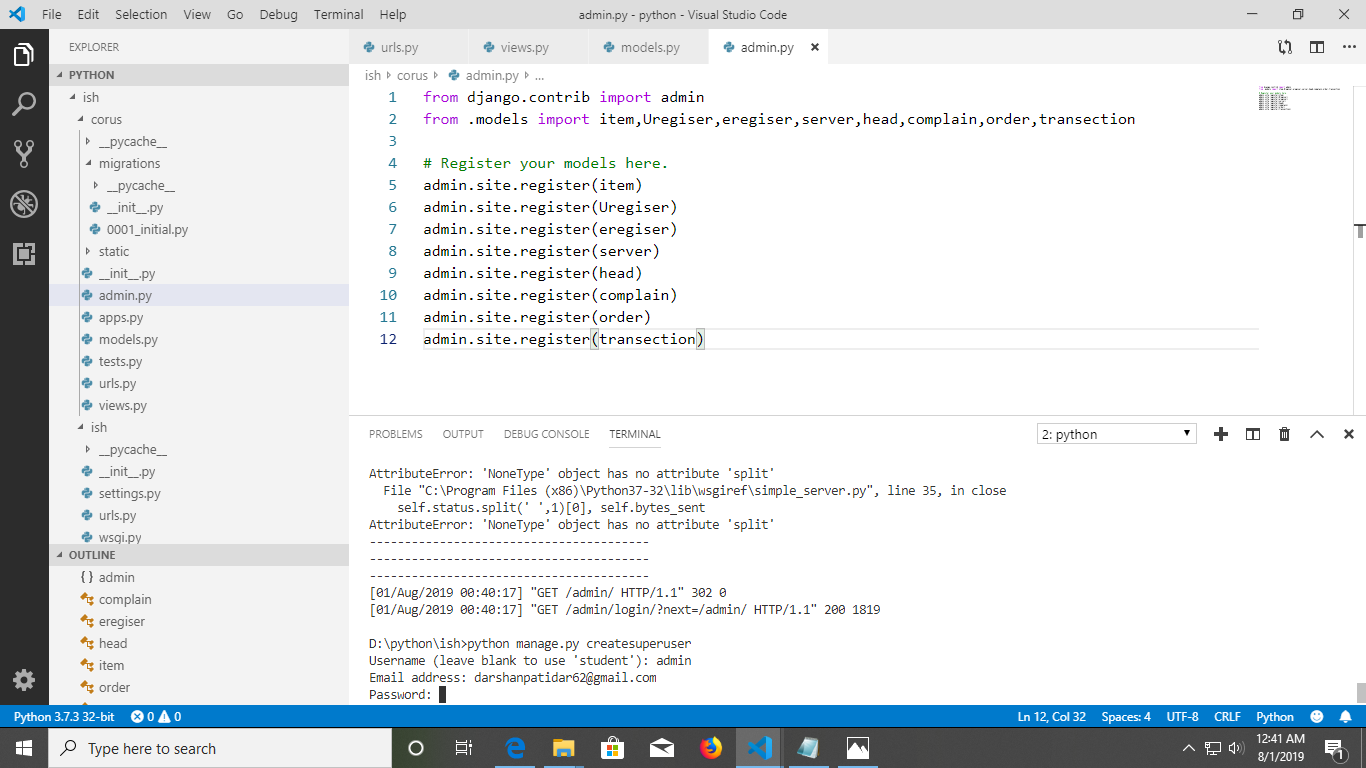 File Edit Selection View Go Debug Terminal Help
admin.py - python - Visual Studio Code
EXPLORER
PYTHON
ish
corus
__pycache__
migrations
__pycache__
__init__.py
0001_initial.py
static
__init__.py
admin.py
apps.py
models.py
tests.py
urls.py
views.py
ish
__pycache__
__init__.py
settings.py
urls.py
wsgi.py
OUTLINE
{ } admin
complain
eregiser
head
item
order
urls.py views.py models.py admin.py
ish corus admin.py ...
1 from django.contrib import admin
2 from .models import item,Uregiser,eregiser,server,head,complain,order,transection
3
4 # Register your models here.
5 admin.site.register(item)
6 admin.site.register(Uregiser)
7 admin.site.register(eregiser)
8 admin.site.register(server)
9 admin.site.register(head)
10 admin.site.register(complain)
11 admin.site.register(order)
12 admin.site.register(transection)
PROBLEMS OUTPUT DEBUG CONSOLE TERMINAL
2: python
AttributeError: 'NoneType' object has no attribute 'split'
File "C:\Program Files (x86)\Python37-32\lib\wsgiref\simple_server.py", line 35, in close
self.status.split(' ',1)[0], self.bytes_sent
AttributeError: 'NoneType' object has no attribute 'split'
----------------------------------------
----------------------------------------
----------------------------------------
[01/Aug/2019 00:40:17] "GET /admin/ HTTP/1.1" 302 0
[01/Aug/2019 00:40:17] "GET /admin/login/?next=/admin/ HTTP/1.1" 200 1819
D:\python\ish>python manage.py createsuperuser
Username (leave blank to use 'student'): admin
Email address: darshanpatidar62@gmail.com
Password:
Python 3.7.3 32-bit 0 0
Ln 12, Col 32 Spaces: 4 UTF-8 CRLF Python
Type here to search
12:41 AM
8/1/2019
1